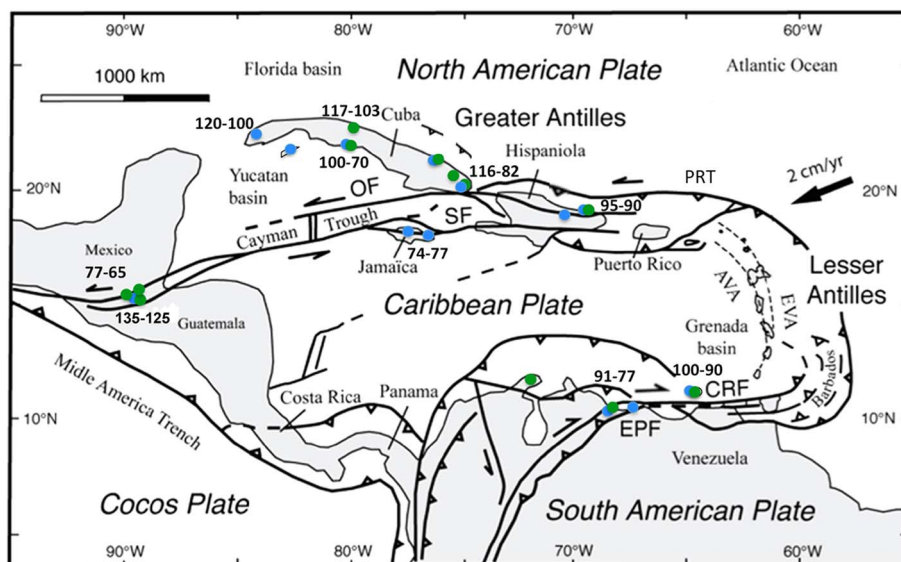 90°W
80°W
70°W
60°W
1000 km
Florida basin
North American Plate
Atlantic Ocean
117-103
Cuba
Greater Antilles
120-100
Hispaniola
100-70
116-82
PRT
2 cm/yr
20°N
Yucatan
basin
OF
20°N
95-90
SF
Cayman
Trough
Mexico
Jamaïca
74-77
Puerto Rico
77-65
Lesser
Antilles
AVA
EVA
Caribbean Plate
135-125
Guatemala
Grenada
basin
Midle America Trench
91-77
100-90
Costa Rica
Panama
CRF
Barbados
10°N
10°N
EPF
Venezuela
Cocos Plate
South American Plate
90°W
80°W
70°W
60°W